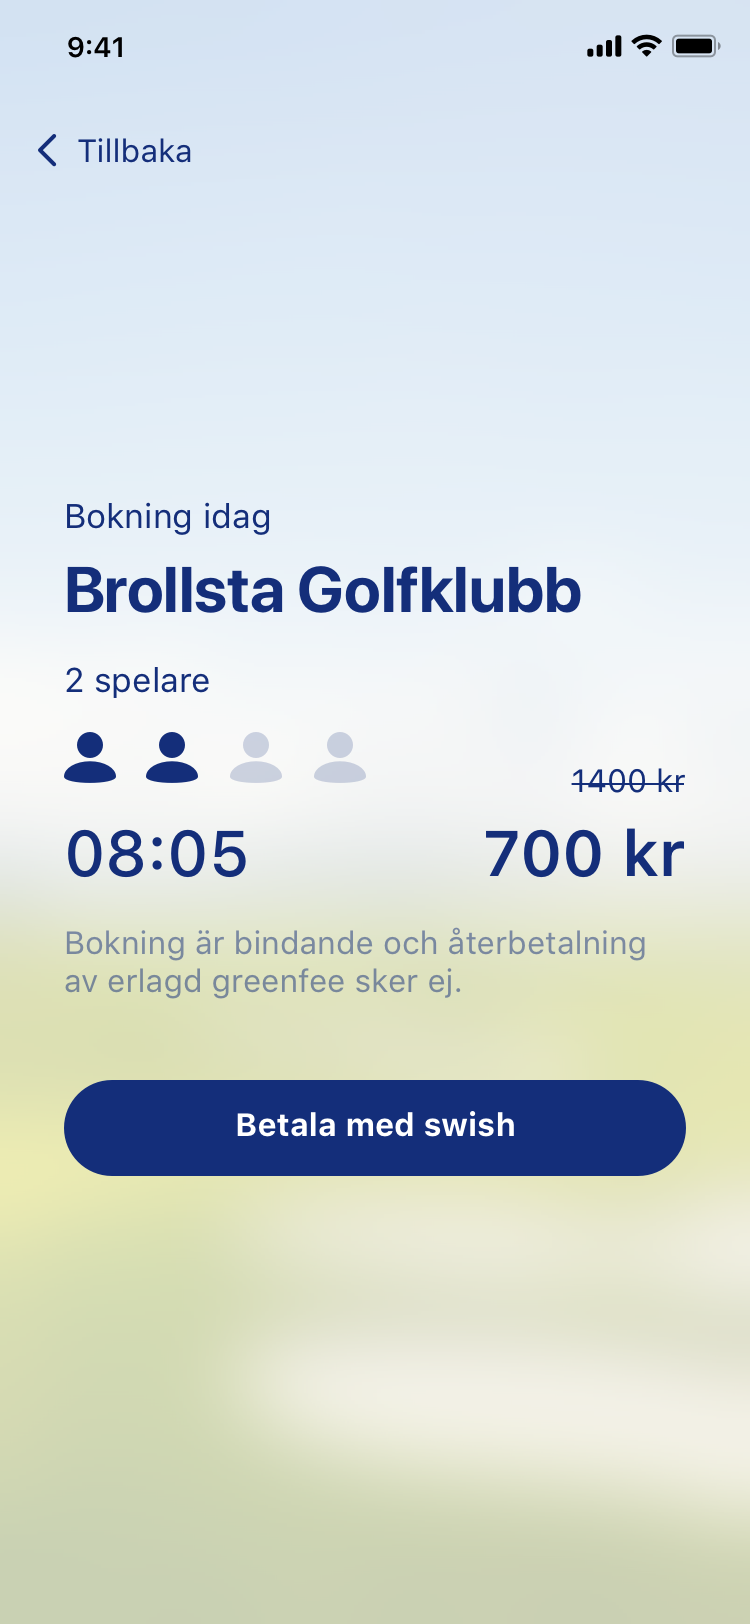 9:41
Tillbaka
Bokning idag
Brollsta Golfklubb
2 spelare
1400 kr
08:05
700 kr
Bokning är bindande och återbetalning
av erlagd greenfee sker ej.
Betala med swish